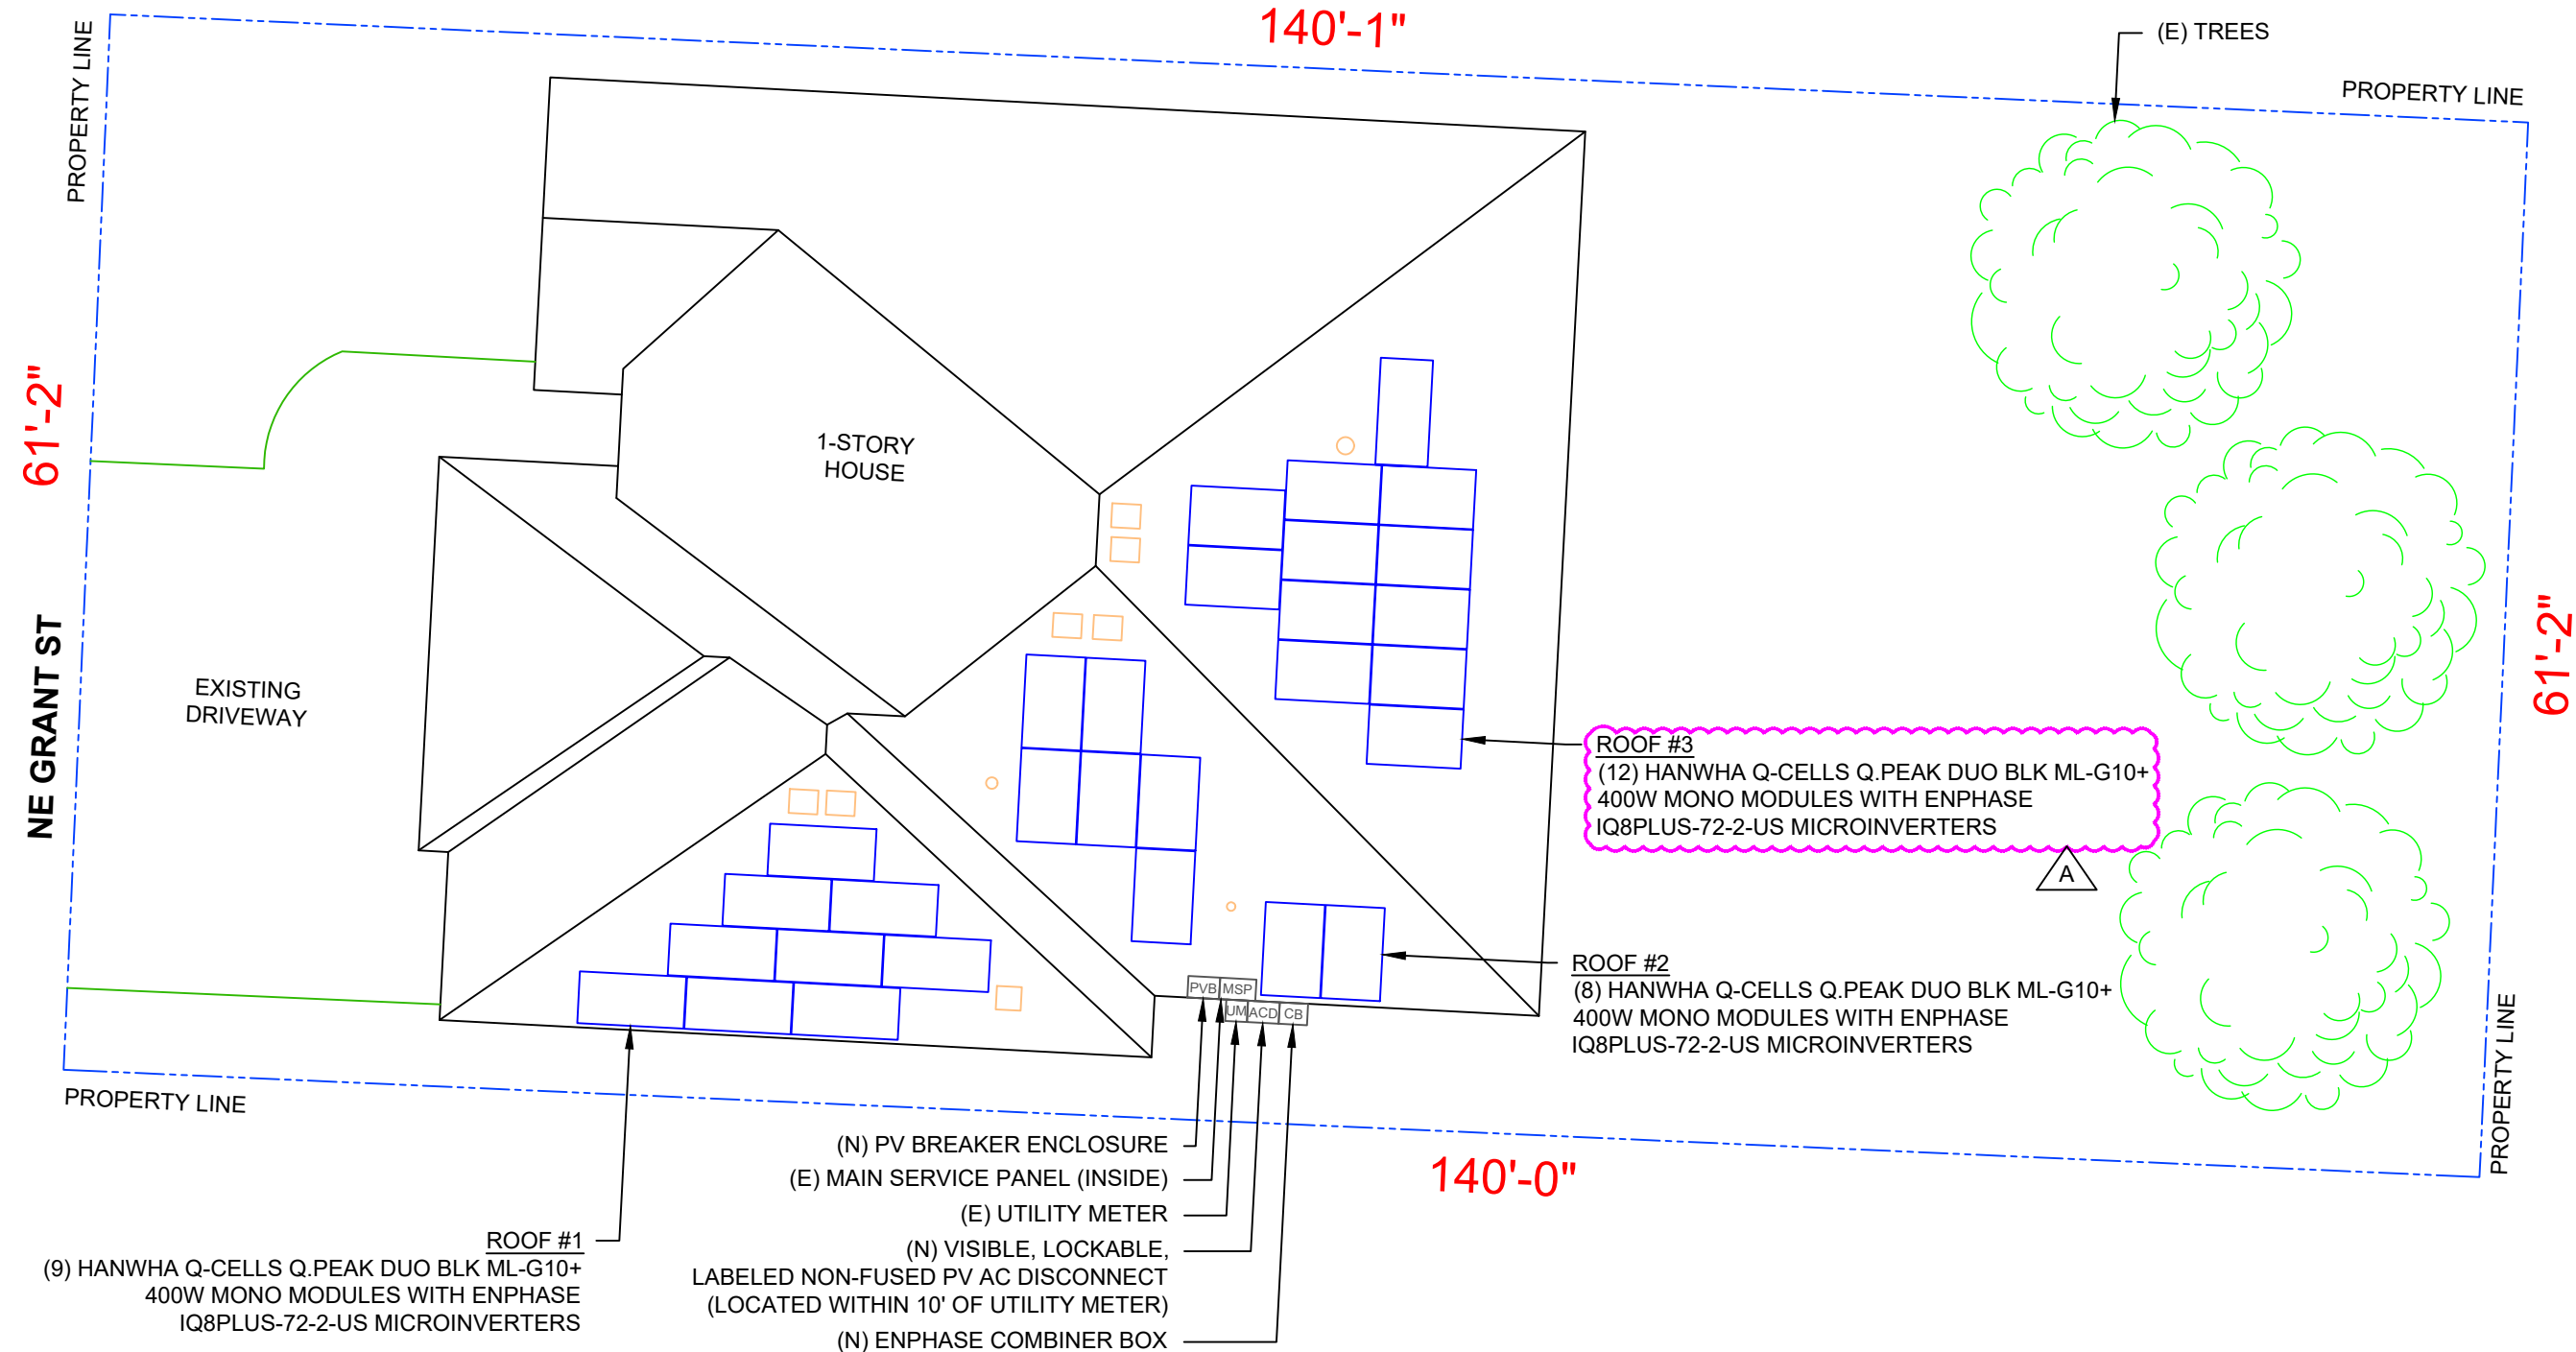 140'-1"
(E) TREES
PROPERTY LINE
PROPERTY LINE
61'-2"
1-STORY
HOUSE
NE GRANT ST
EXISTING
DRIVEWAY
61'-2"
ROOF #3
(12) HANWHA Q-CELLS Q.PEAK DUO BLK ML-G10+
400W MONO MODULES WITH ENPHASE
IQ8PLUS-72-2-US MICROINVERTERS
A
ROOF #2
(8) HANWHA Q-CELLS Q.PEAK DUO BLK ML-G10+
400W MONO MODULES WITH ENPHASE
IQ8PLUS-72-2-US MICROINVERTERS
PVB MSP
UM ACD CB
PROPERTY LINE
PROPERTY LINE
140'-0"
(N) PV BREAKER ENCLOSURE
(E) MAIN SERVICE PANEL (INSIDE)
(E) UTILITY METER
(N) VISIBLE, LOCKABLE,
LABELED NON-FUSED PV AC DISCONNECT
(LOCATED WITHIN 10' OF UTILITY METER)
(N) ENPHASE COMBINER BOX
ROOF #1
(9) HANWHA Q-CELLS Q.PEAK DUO BLK ML-G10+
400W MONO MODULES WITH ENPHASE
IQ8PLUS-72-2-US MICROINVERTERS